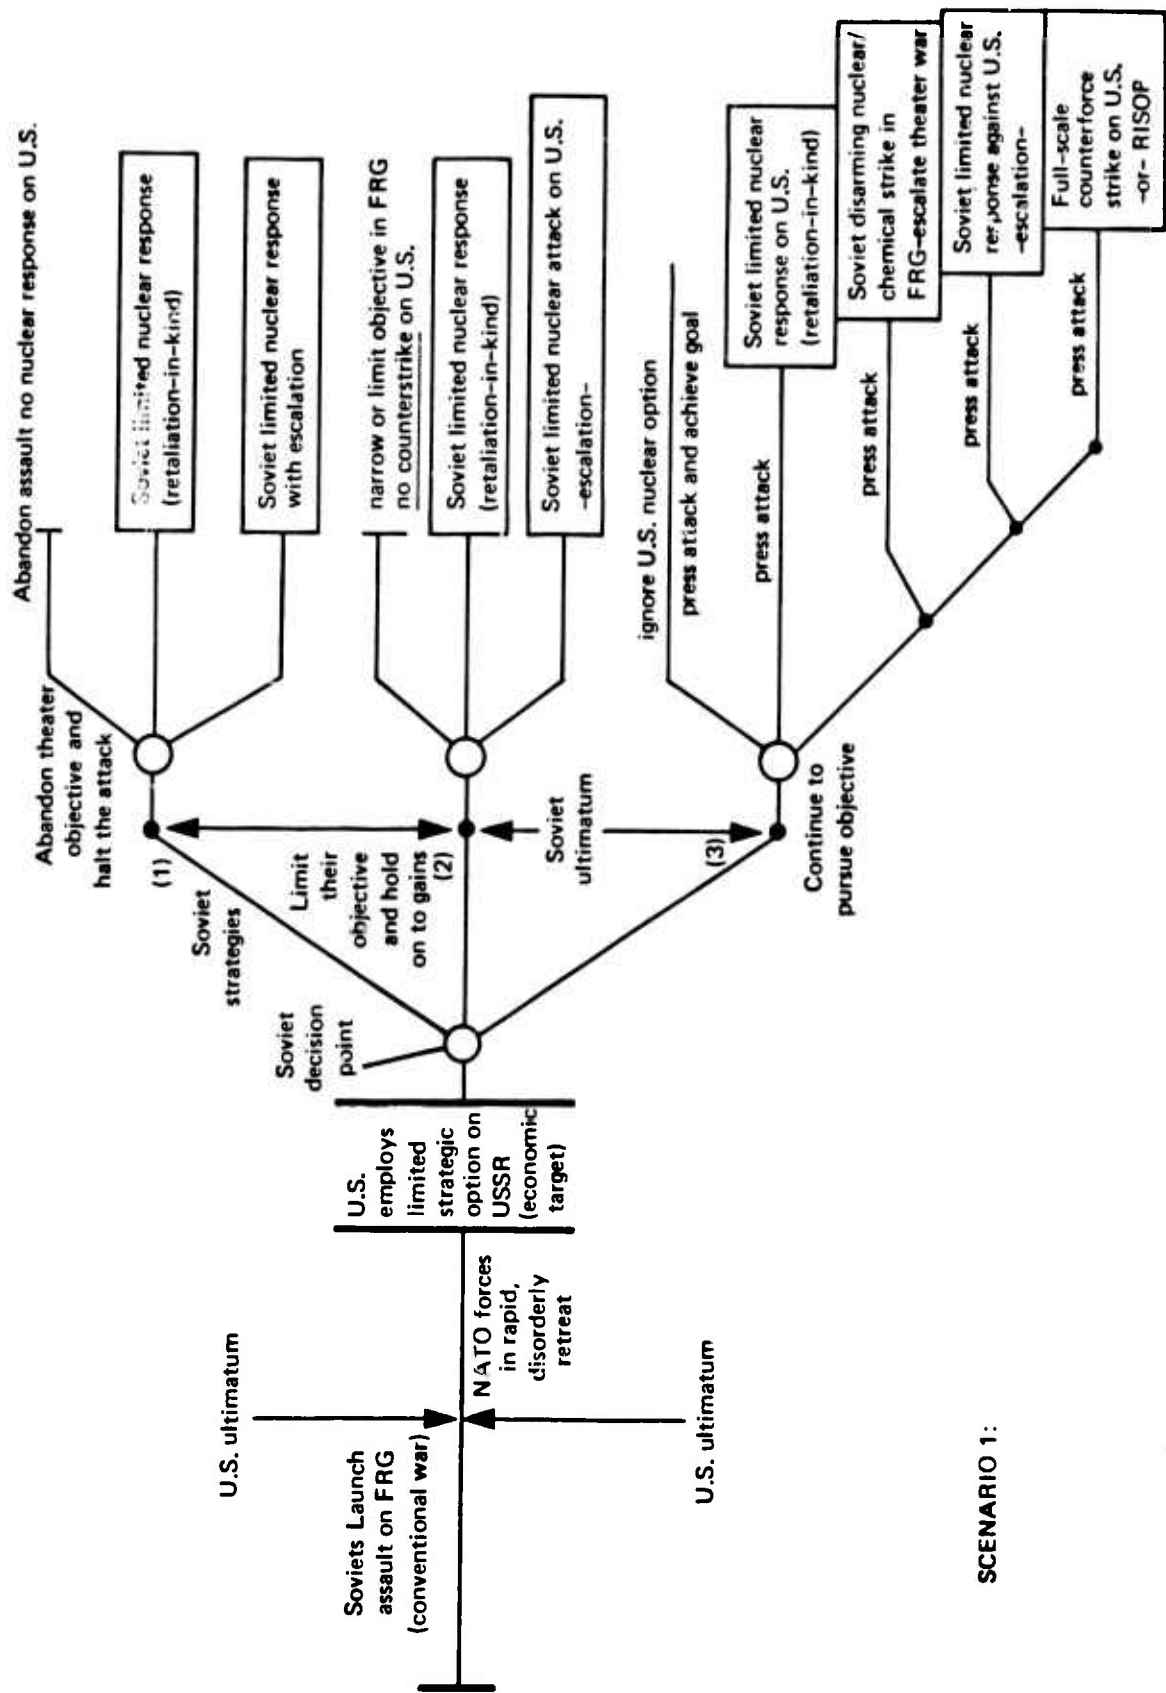 SCENARIO 1:
U.S. ultimatum
Soviets Launch
assault on FRG
(conventional war)
U.S. ultimatum
NATO forces
in rapid,
disorderly
retreat
U.S.
employs
limited
strategic
option on
USSR
(economic
target)
Soviet
decision
point
Soviet
strategies
(1)
Abandon theater
objective and
halt the attack
Limit
their
objective
and hold
on to gains
(2)
Soviet
ultimatum
(3)
Continue to
pursue objective
Abandon assault no nuclear response on U.S.
Soviet limited nuclear response
(retaliation-in-kind)
Soviet limited nuclear response
with escalation
narrow or limit objective in FRG
no counterstrike on U.S.
Soviet limited nuclear response
(retaliation-in-kind)
Soviet limited nuclear attack on U.S.
-escalation-
ignore U.S. nuclear option
press attack and achieve goal
press attack
Soviet limited nuclear
response on U.S.
(retaliation-in-kind)
press attack
Soviet disarming nuclear/
chemical strike in
FRG-escalate theater war
press attack
Soviet limited nuclear
response against U.S.
-escalation-
press attack
Full-scale
counterforce
strike on U.S.
-or- RISOP